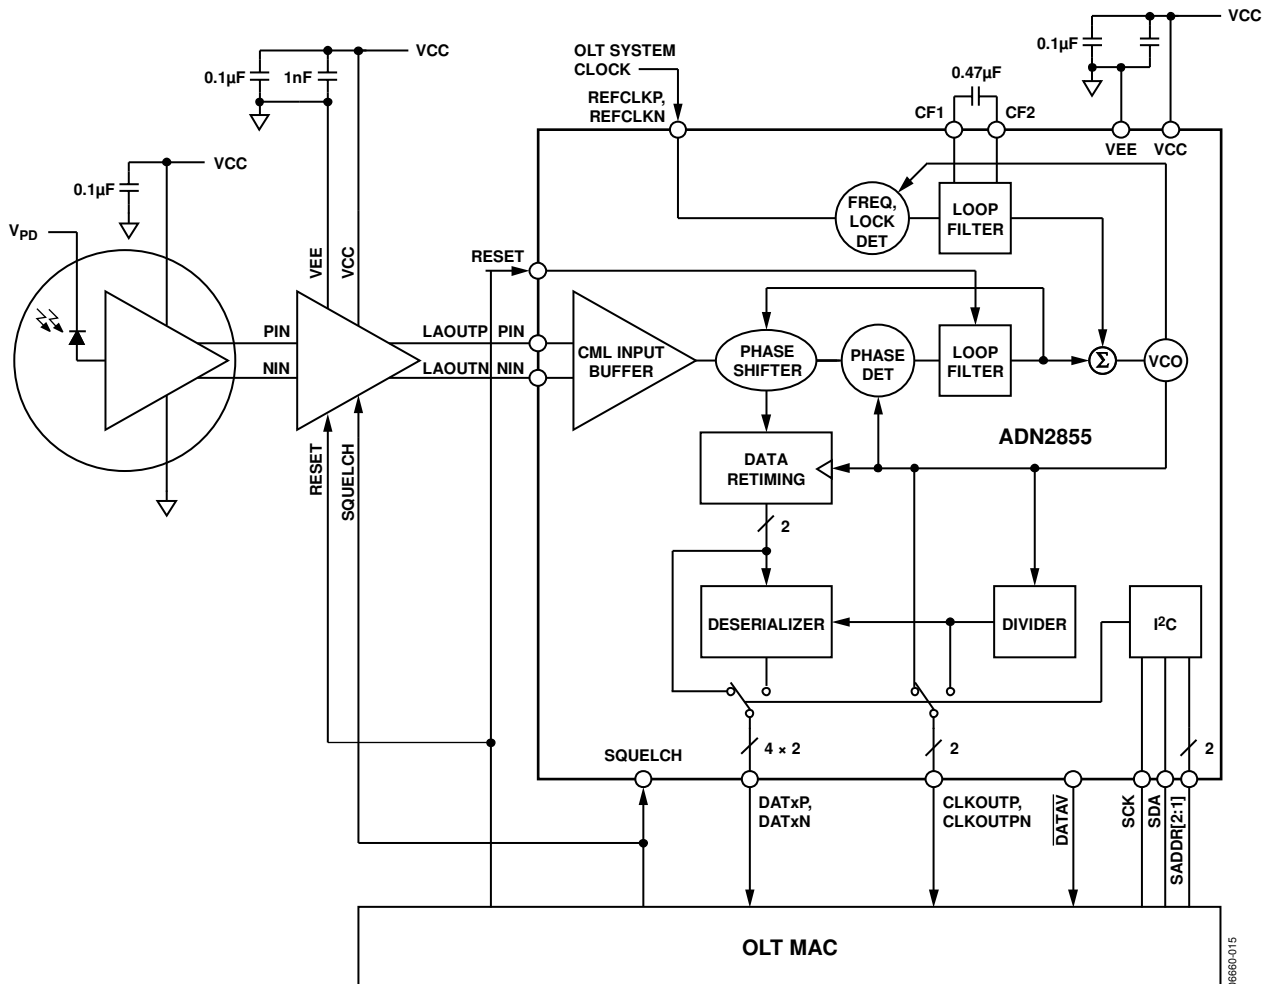 VCC
0.1µF
VCC
OLT SYSTEM
CLOCK
0.1µF
1nF
0.47µF
REFCLKP,
REFCLKN
CF1
CF2
VEE
VCC
VCC
0.1µF
VPD
FREQ,
LOCK
DET
LOOP
FILTER
VEE
VCC
RESET
PIN
NIN
LAOUTP
PIN
LAOUTN
NIN
CML INPUT
BUFFER
PHASE
SHIFTER
PHASE
DET
LOOP
FILTER
Σ
VCO
ADN2855
RESET
SQUELCH
DATA
RETIMING
2
DESERIALIZER
DIVIDER
I2C
SQUELCH
4 × 2
2
2
DATxP,
DATxN
CLKOUTP,
CLKOUTPN
DATAV
SCK
SDA
SADDR[2:1]
OLT MAC
06660-015